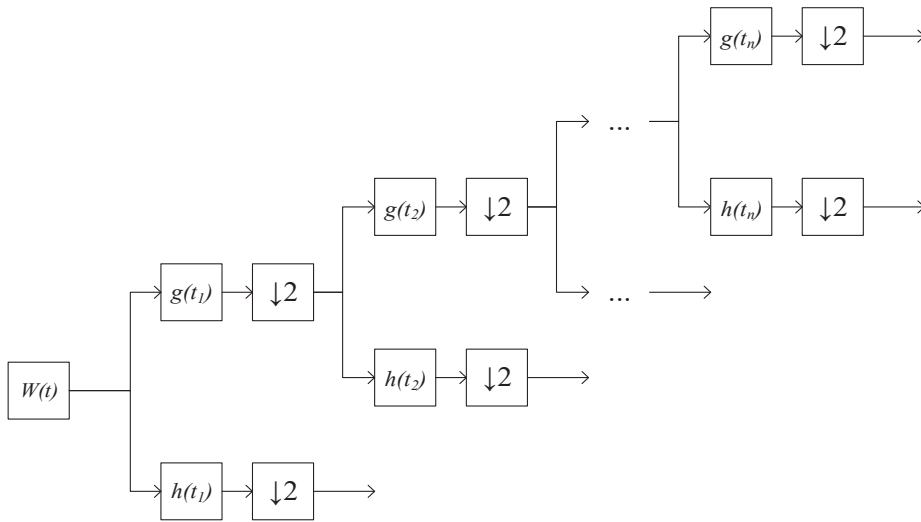 g(tₙ) ↓2
...
g(t₂) ↓2 h(tₙ) ↓2
g(t₁) ↓2 ...
W(t) h(t₂) ↓2
h(t₁) ↓2